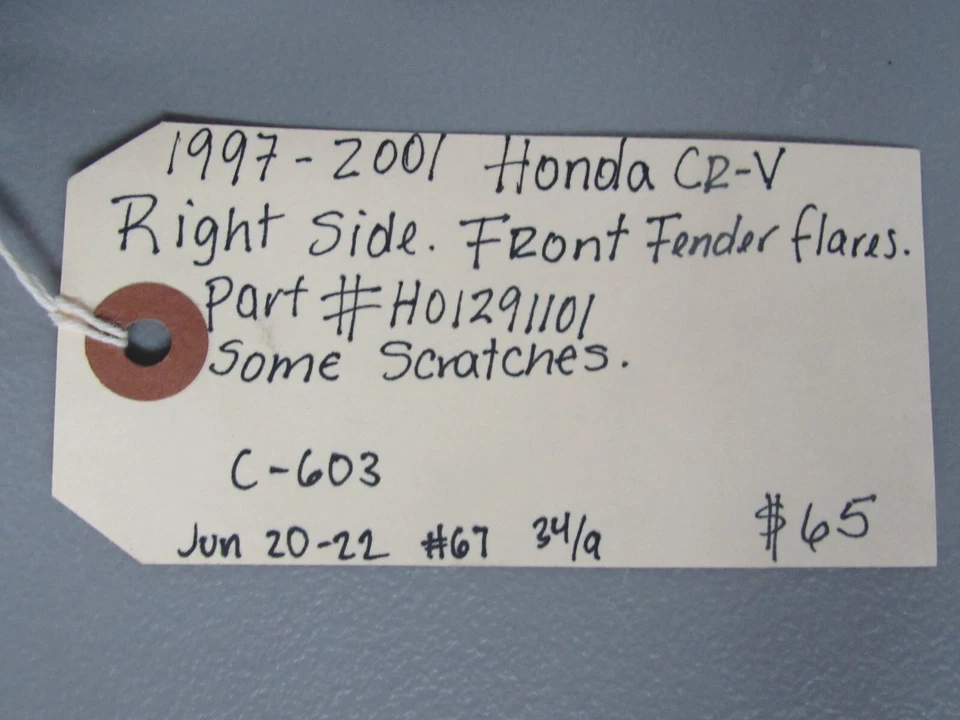 1997-2001 Honda CR-V
Right Side. Front Fender flares.
Part #HO1291101
Some Scratches.
C-603
Jun 20-22 #67 34/a $65